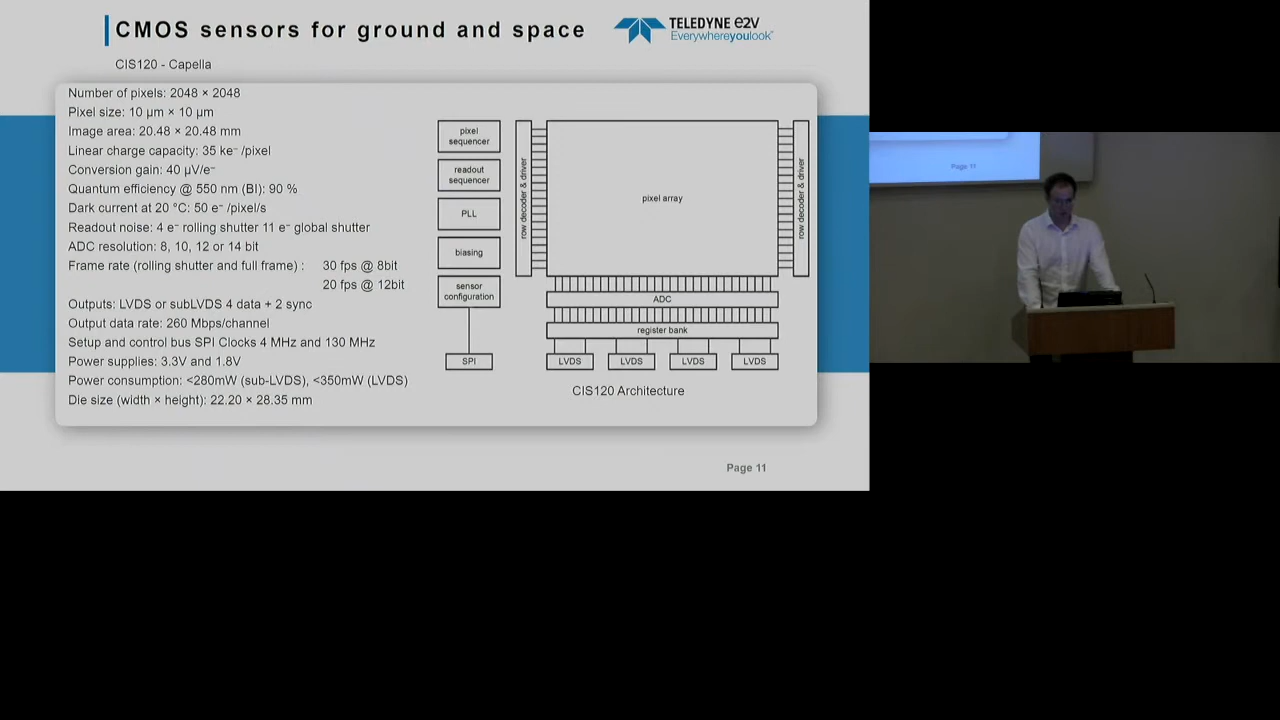 CMOS sensors for ground and space
TELEDYNE e2v
Everywhereyoulook™
CIS120 - Capella
Number of pixels: 2048 × 2048
Pixel size: 10 µm × 10 µm
Image area: 20.48 × 20.48 mm
Linear charge capacity: 35 ke⁻ /pixel
Conversion gain: 40 µV/e⁻
Quantum efficiency @ 550 nm (BI): 90 %
Dark current at 20 °C: 50 e⁻ /pixel/s
Readout noise: 4 e⁻ rolling shutter 11 e⁻ global shutter
ADC resolution: 8, 10, 12 or 14 bit
Frame rate (rolling shutter and full frame) : 30 fps @ 8bit
20 fps @ 12bit
Outputs: LVDS or subLVDS 4 data + 2 sync
Output data rate: 260 Mbps/channel
Setup and control bus SPI Clocks 4 MHz and 130 MHz
Power supplies: 3.3V and 1.8V
Power consumption: <280mW (sub-LVDS), <350mW (LVDS)
Die size (width × height): 22.20 × 28.35 mm
pixel
sequencer
readout
sequencer
PLL
biasing
sensor
configuration
SPI
row decoder & driver
pixel array
row decoder & driver
ADC
register bank
LVDS LVDS LVDS LVDS
CIS120 Architecture
Page 11
Page 11